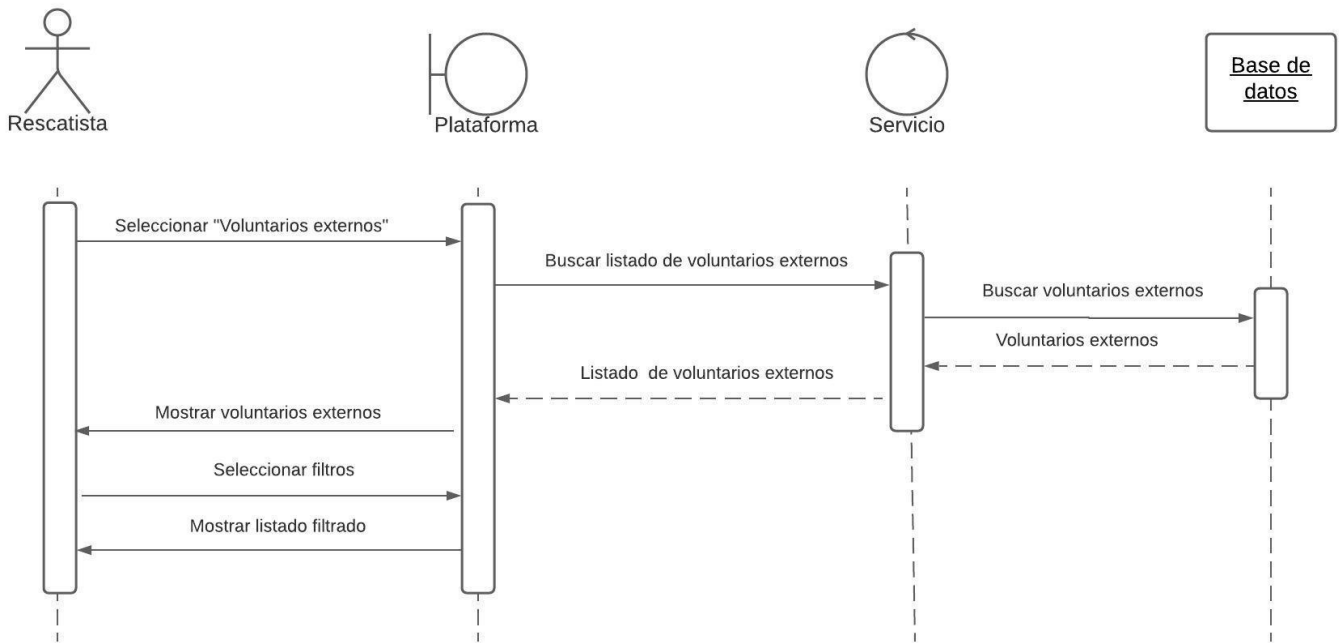 Rescatista
Plataforma
Servicio
Base de
datos
Seleccionar "Voluntarios externos"
Buscar listado de voluntarios externos
Buscar voluntarios externos
Voluntarios externos
Listado de voluntarios externos
Mostrar voluntarios externos
Seleccionar filtros
Mostrar listado filtrado